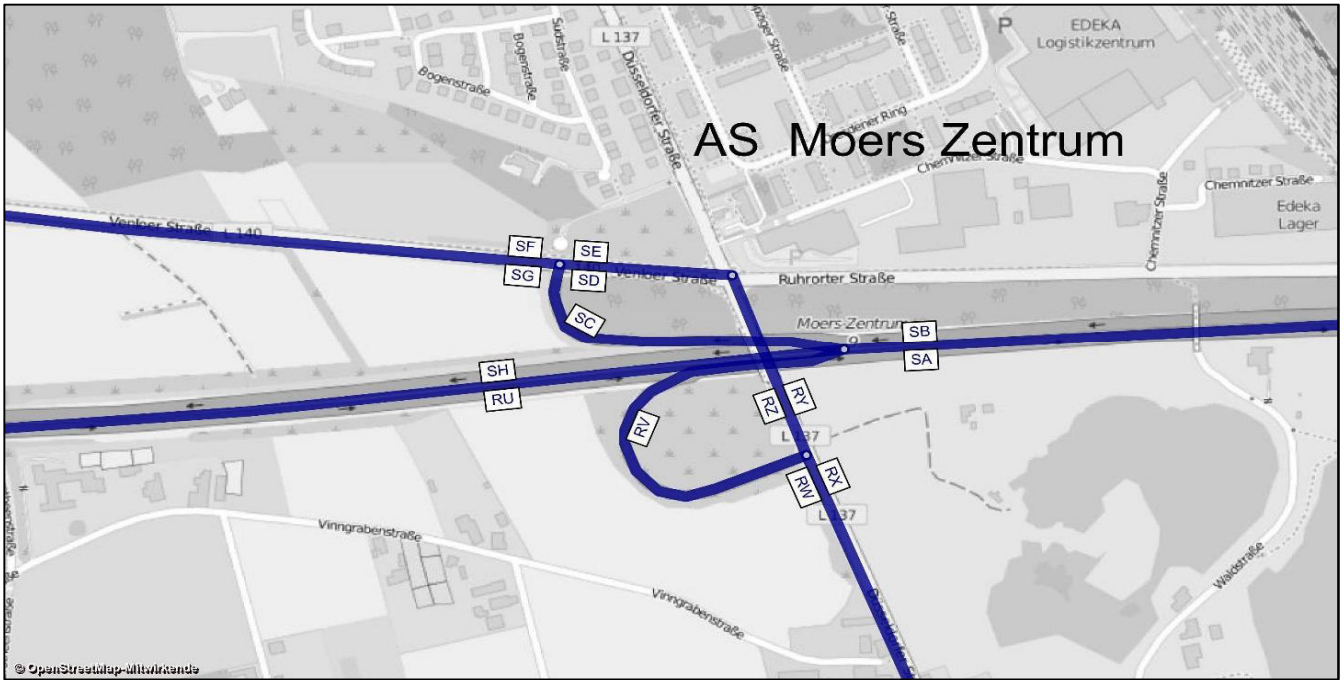 L 137
EDEKA
Logistikzentrum
Südstraße
Bogenstraße
Bogenstraße
Düsseldorfer Straße
P
AS Moers Zentrum
Chemnitzer Straße
Chemnitzer Straße
Chemnitzer Straße
Edeka
Lager
Venloer Straße L 140
SF
SE
SG
SD
Venloer Straße
P
Ruhrorter Straße
SC
Moers-Zentrum
SB
SA
SH
RU
RY
RZ
RV
L 137
RX
RW
L 137
Vinngrabenstraße
Vinngrabenstraße
Waldstraße
© OpenStreetMap-Mitwirkende